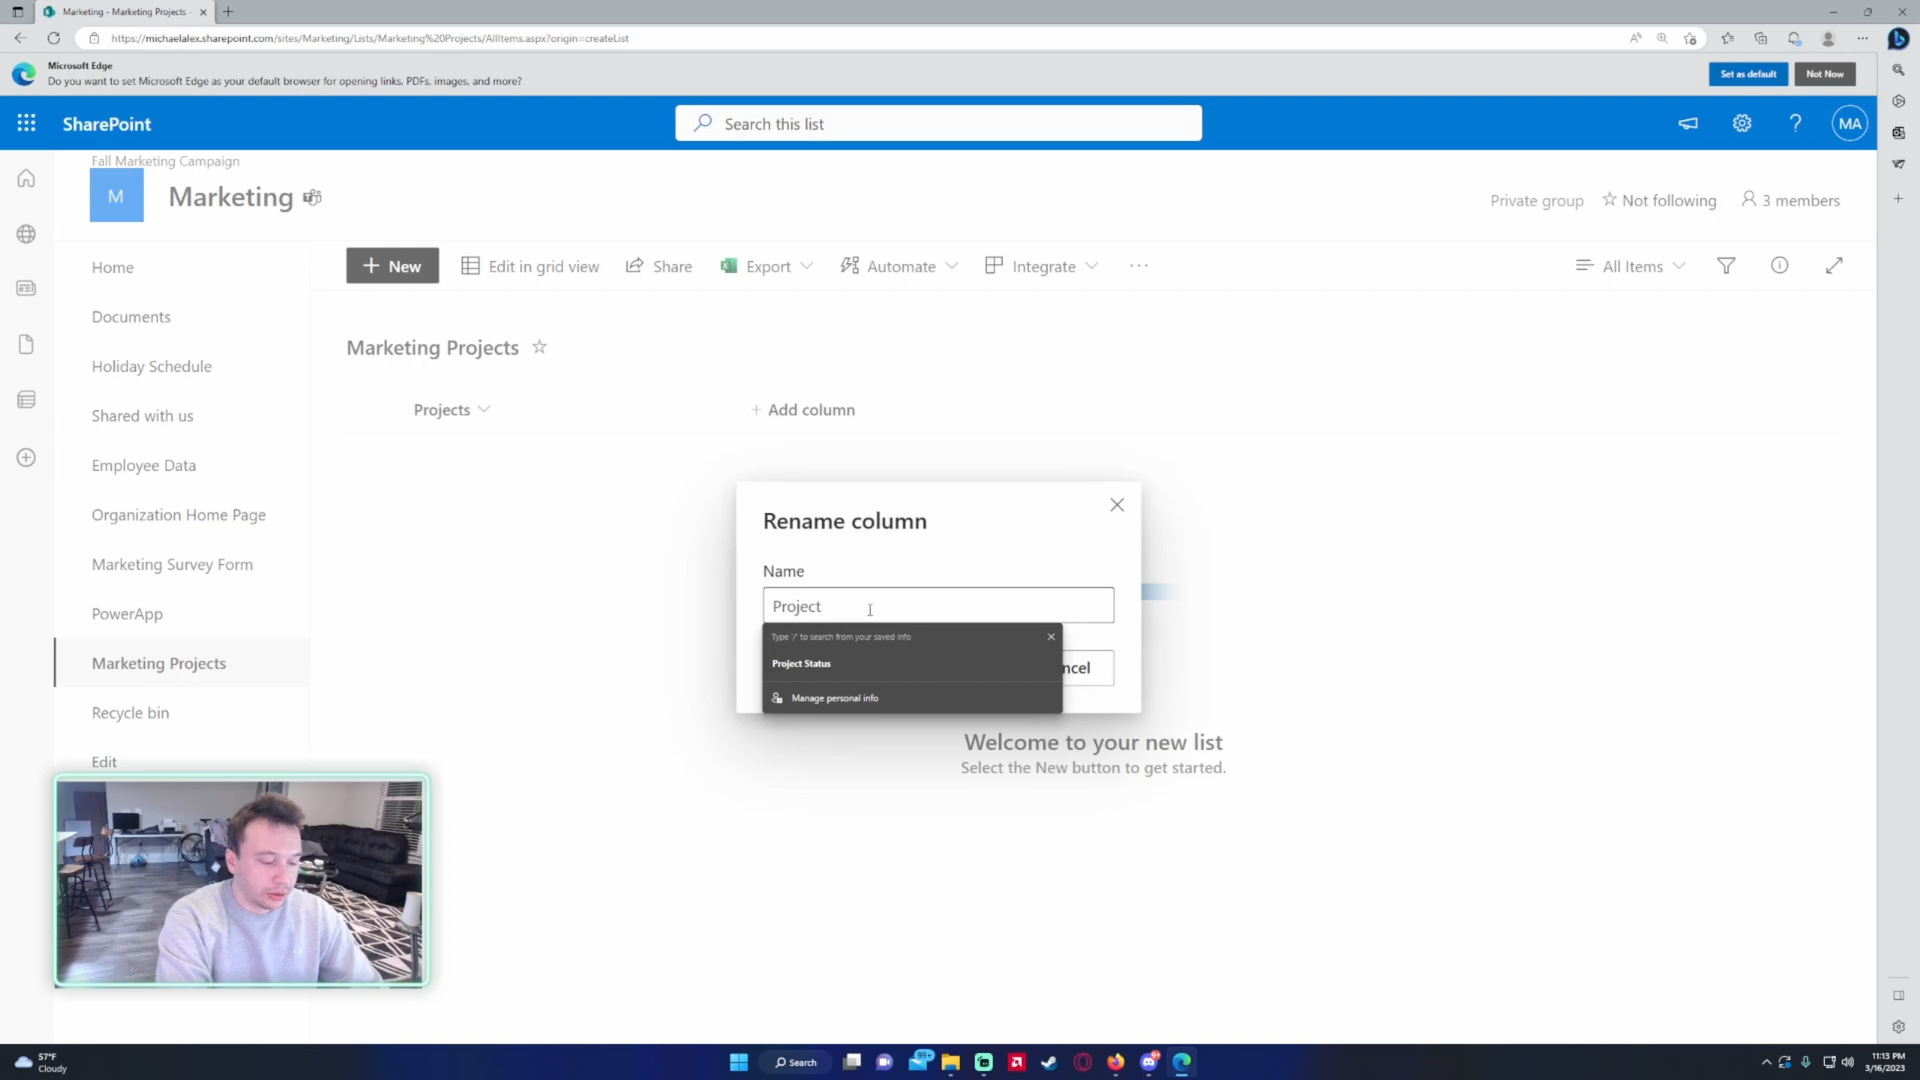 Marketing - Marketing Projects -
https://michaelalex.sharepoint.com/sites/Marketing/Lists/Marketing%20Projects/AllItems.aspx?origin=createList
Microsoft Edge
Do you want to set Microsoft Edge as your default browser for opening links, PDFs, images, and more?
Set as default
Not Now
SharePoint
Search this list
MA
Fall Marketing Campaign
M
Marketing
Private group
Not following
3 members
+ New
Edit in grid view
Share
Export
Automate
Integrate
...
All Items
Home
Documents
Holiday Schedule
Shared with us
Employee Data
Organization Home Page
Marketing Survey Form
PowerApp
Marketing Projects
Recycle bin
Edit
Marketing Projects
Projects
+ Add column
Rename column
Name
Project
Type '/' to search from your saved info
Project Status
Manage personal info
ncel
Welcome to your new list
Select the New button to get started.
57°F
Cloudy
Search
99+
11:13 PM
3/16/2023